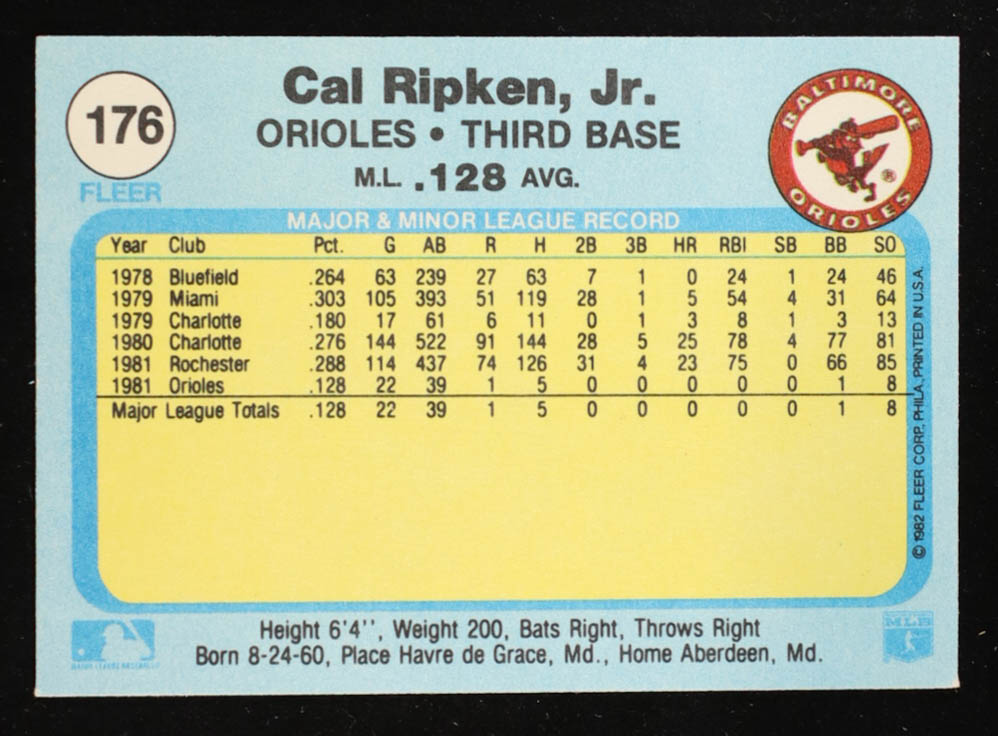 176
FLEER
Cal Ripken, Jr.
ORIOLES • THIRD BASE
M.L. .128 AVG.
BALTIMORE
ORIOLES
®
MAJOR & MINOR LEAGUE RECORD
Year Club Pct. G AB R H 2B 3B HR RBI SB BB SO
1978 Bluefield .264 63 239 27 63 7 1 0 24 1 24 46
1979 Miami .303 105 393 51 119 28 1 5 54 4 31 64
1979 Charlotte .180 17 61 6 11 0 1 3 8 1 3 13
1980 Charlotte .276 144 522 91 144 28 5 25 78 4 77 81
1981 Rochester .288 114 437 74 126 31 4 23 75 0 66 85
1981 Orioles .128 22 39 1 5 0 0 0 0 0 1 8
Major League Totals .128 22 39 1 5 0 0 0 0 0 1 8
© 1982 FLEER CORP., PHILA., PRINTED IN U.S.A.
Height 6'4'', Weight 200, Bats Right, Throws Right
Born 8-24-60, Place Havre de Grace, Md., Home Aberdeen, Md.
MAJOR LEAGUE BASEBALL
MLB